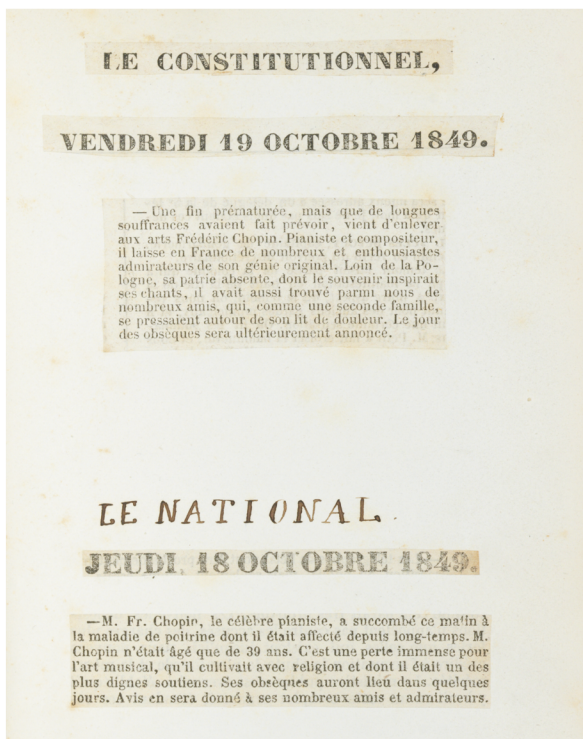 LE CONSTITUTIONNEL,
VENDREDI 19 OCTOBRE 1849.
— Une fin prématurée, mais que de longues
souffrances avaient fait prévoir, vient d'enlever
aux arts Frédéric Chopin. Pianiste et compositeur,
il laisse en France de nombreux et enthousiastes
admirateurs de son génie original. Loin de la Po-
logne, sa patrie absente, dont le souvenir inspirait
ses chants, il avait aussi trouvé parmi nous de
nombreux amis, qui, comme une seconde famille,
se pressaient autour de son lit de douleur. Le jour
des obsèques sera ultérieurement annoncé.
LE NATIONAL.
JEUDI 18 OCTOBRE 1849.
—M. Fr. Chopin, le célèbre pianiste, a succombé ce matin à
la maladie de poitrine dont il était affecté depuis long-temps. M.
Chopin n'était âgé que de 39 ans. C'est une perte immense pour
l'art musical, qu'il cultivait avec religion et dont il était un des
plus dignes soutiens. Ses obsèques auront lieu dans quelques
jours. Avis en sera donné à ses nombreux amis et admirateurs.